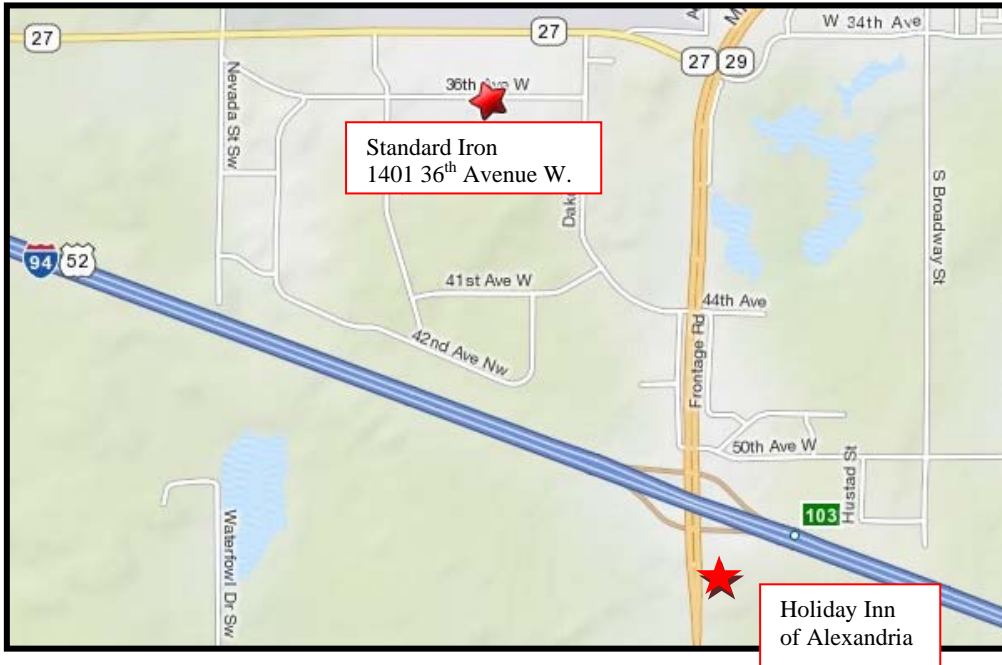 27
27
27
29
A
Mi
W 34th Ave
36th Ave W
Nevada St Sw
Standard Iron
1401 36th Avenue W.
Dako
S Broadway St
94
52
41st Ave W
44th Ave
42nd Ave Nw
Frontage Rd
50th Ave W
Hustad St
103
Waterfowl Dr Sw
Holiday Inn
of Alexandria